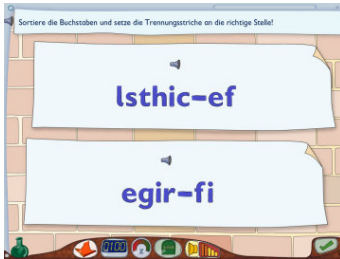 Sortiere die Buchstaben und setze die Trennungsstriche an die richtige Stelle!
lsthic-ef
egir-fi